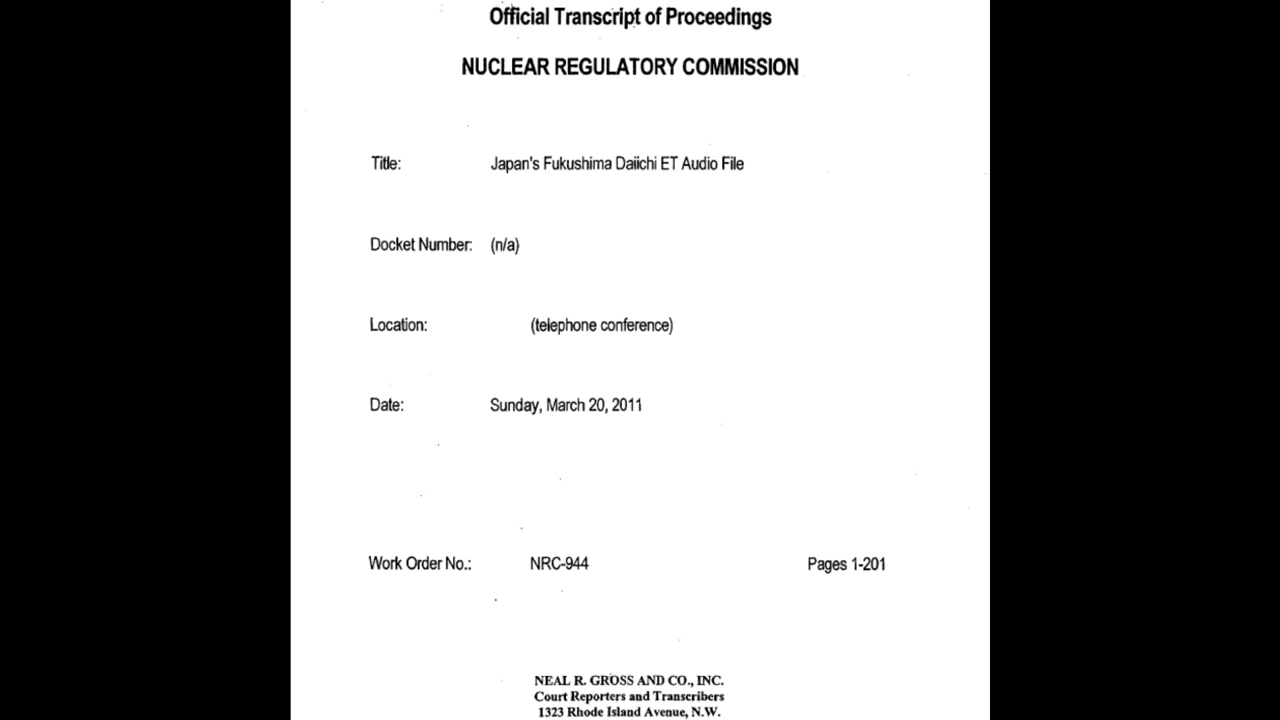 Official Transcript of Proceedings
NUCLEAR REGULATORY COMMISSION
Title: Japan's Fukushima Daiichi ET Audio File
Docket Number: (n/a)
Location: (telephone conference)
Date: Sunday, March 20, 2011
Work Order No.: NRC-944 Pages 1-201
NEAL R. GROSS AND CO., INC.
Court Reporters and Transcribers
1323 Rhode Island Avenue, N.W.